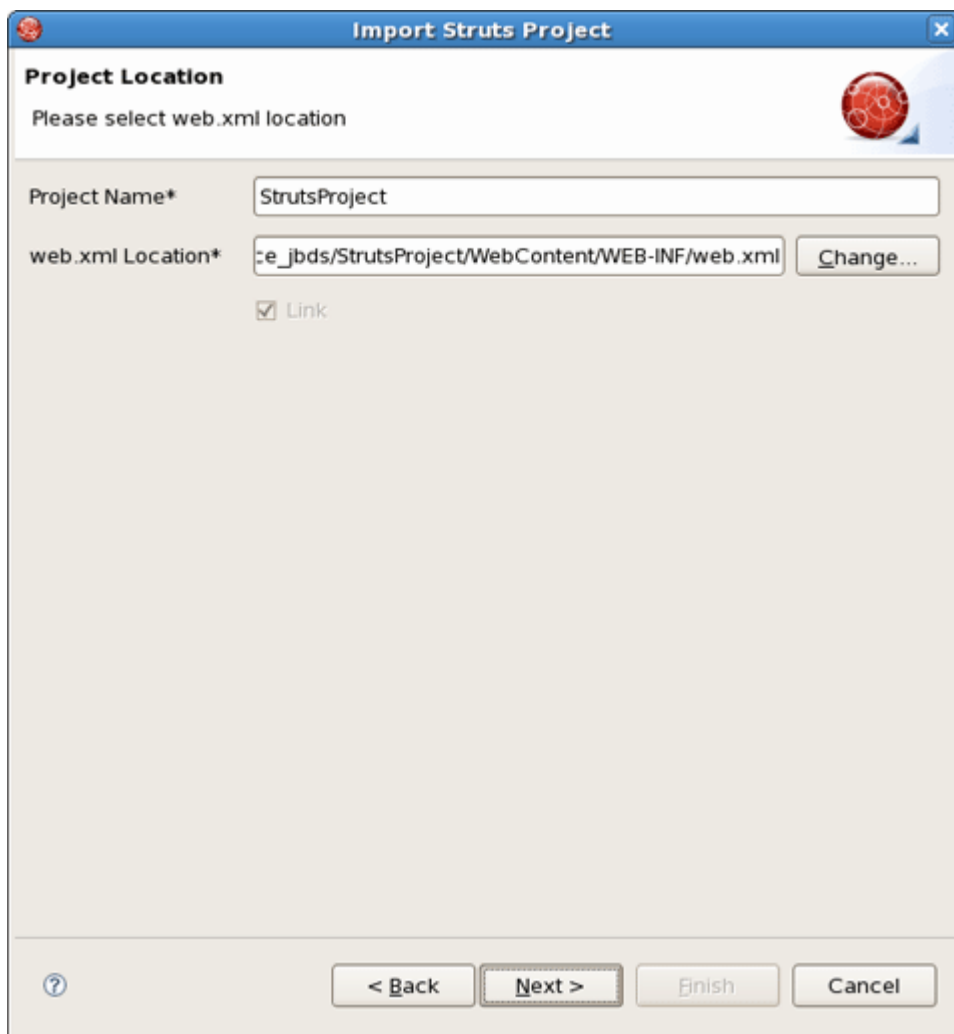 Import Struts Project
Project Location
Please select web.xml location
Project Name* StrutsProject
web.xml Location* ce_jbds/StrutsProject/WebContent/WEB-INF/web.xml Change...
Link
? < Back Next > Finish Cancel